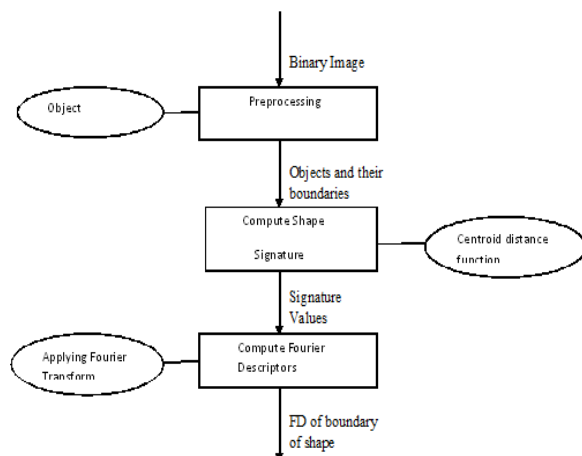 Binary Image
Object
Preprocessing
Objects and their
boundaries
Compute Shape
Signature
Centroid distance
function
Signature
Values
Applying Fourier
Transform
Compute Fourier
Descriptors
FD of boundary
of shape